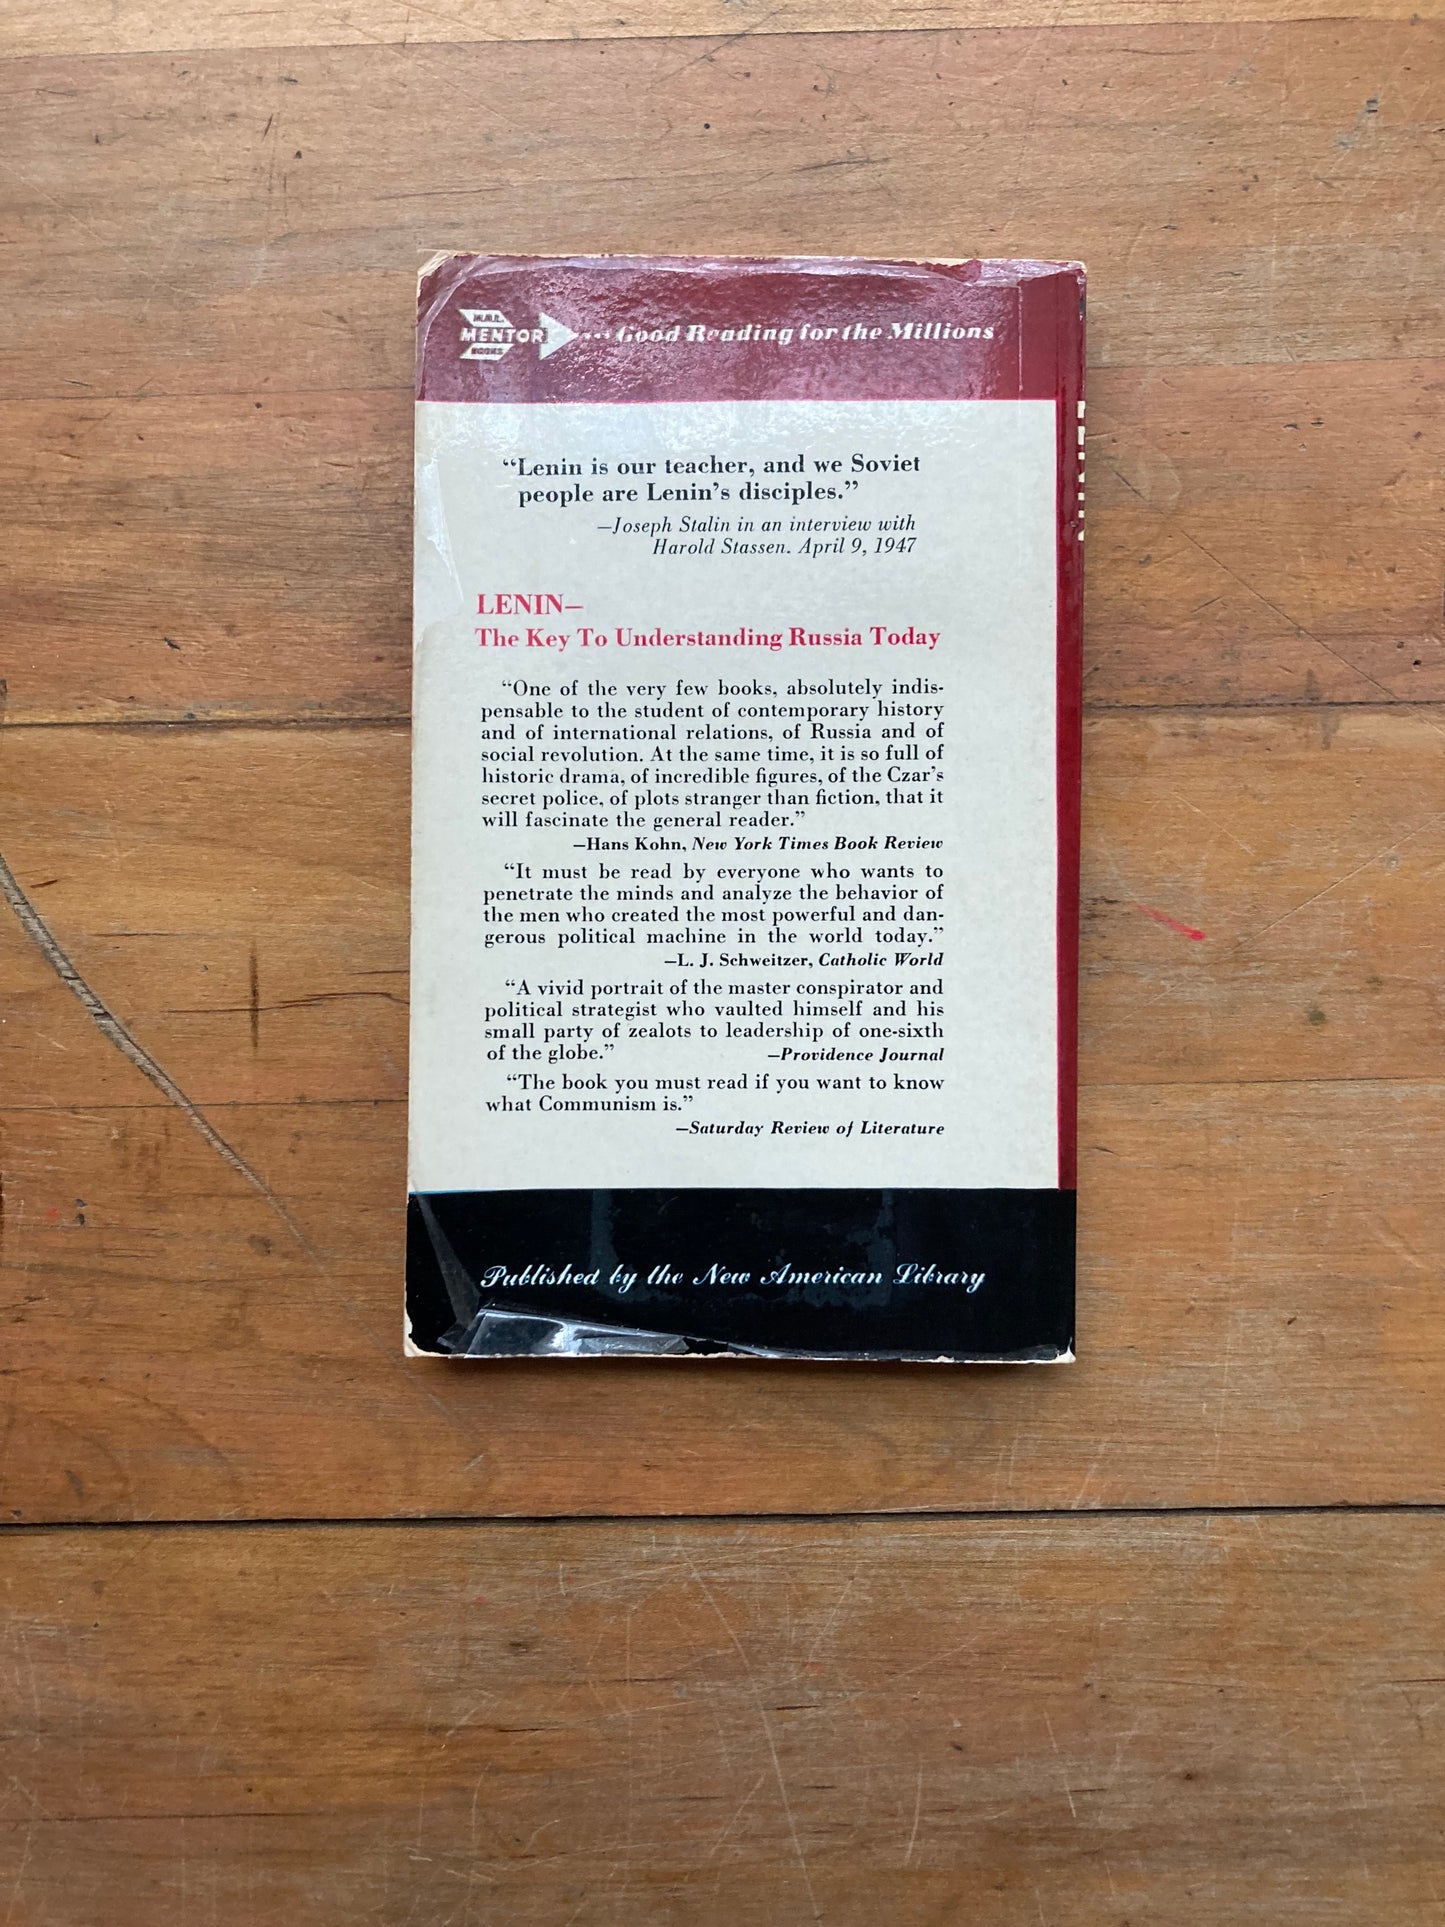 N.A.L.
MENTOR ... Good Reading for the Millions
BOOKS
“Lenin is our teacher, and we Soviet
people are Lenin’s disciples.”
—Joseph Stalin in an interview with
Harold Stassen. April 9, 1947
LENIN—
The Key To Understanding Russia Today
“One of the very few books, absolutely indis-
pensable to the student of contemporary history
and of international relations, of Russia and of
social revolution. At the same time, it is so full of
historic drama, of incredible figures, of the Czar’s
secret police, of plots stranger than fiction, that it
will fascinate the general reader.”
—Hans Kohn, New York Times Book Review
“It must be read by everyone who wants to
penetrate the minds and analyze the behavior of
the men who created the most powerful and dan-
gerous political machine in the world today.”
—L. J. Schweitzer, Catholic World
“A vivid portrait of the master conspirator and
political strategist who vaulted himself and his
small party of zealots to leadership of one-sixth
of the globe.” —Providence Journal
“The book you must read if you want to know
what Communism is.”
—Saturday Review of Literature
Published by the New American Library